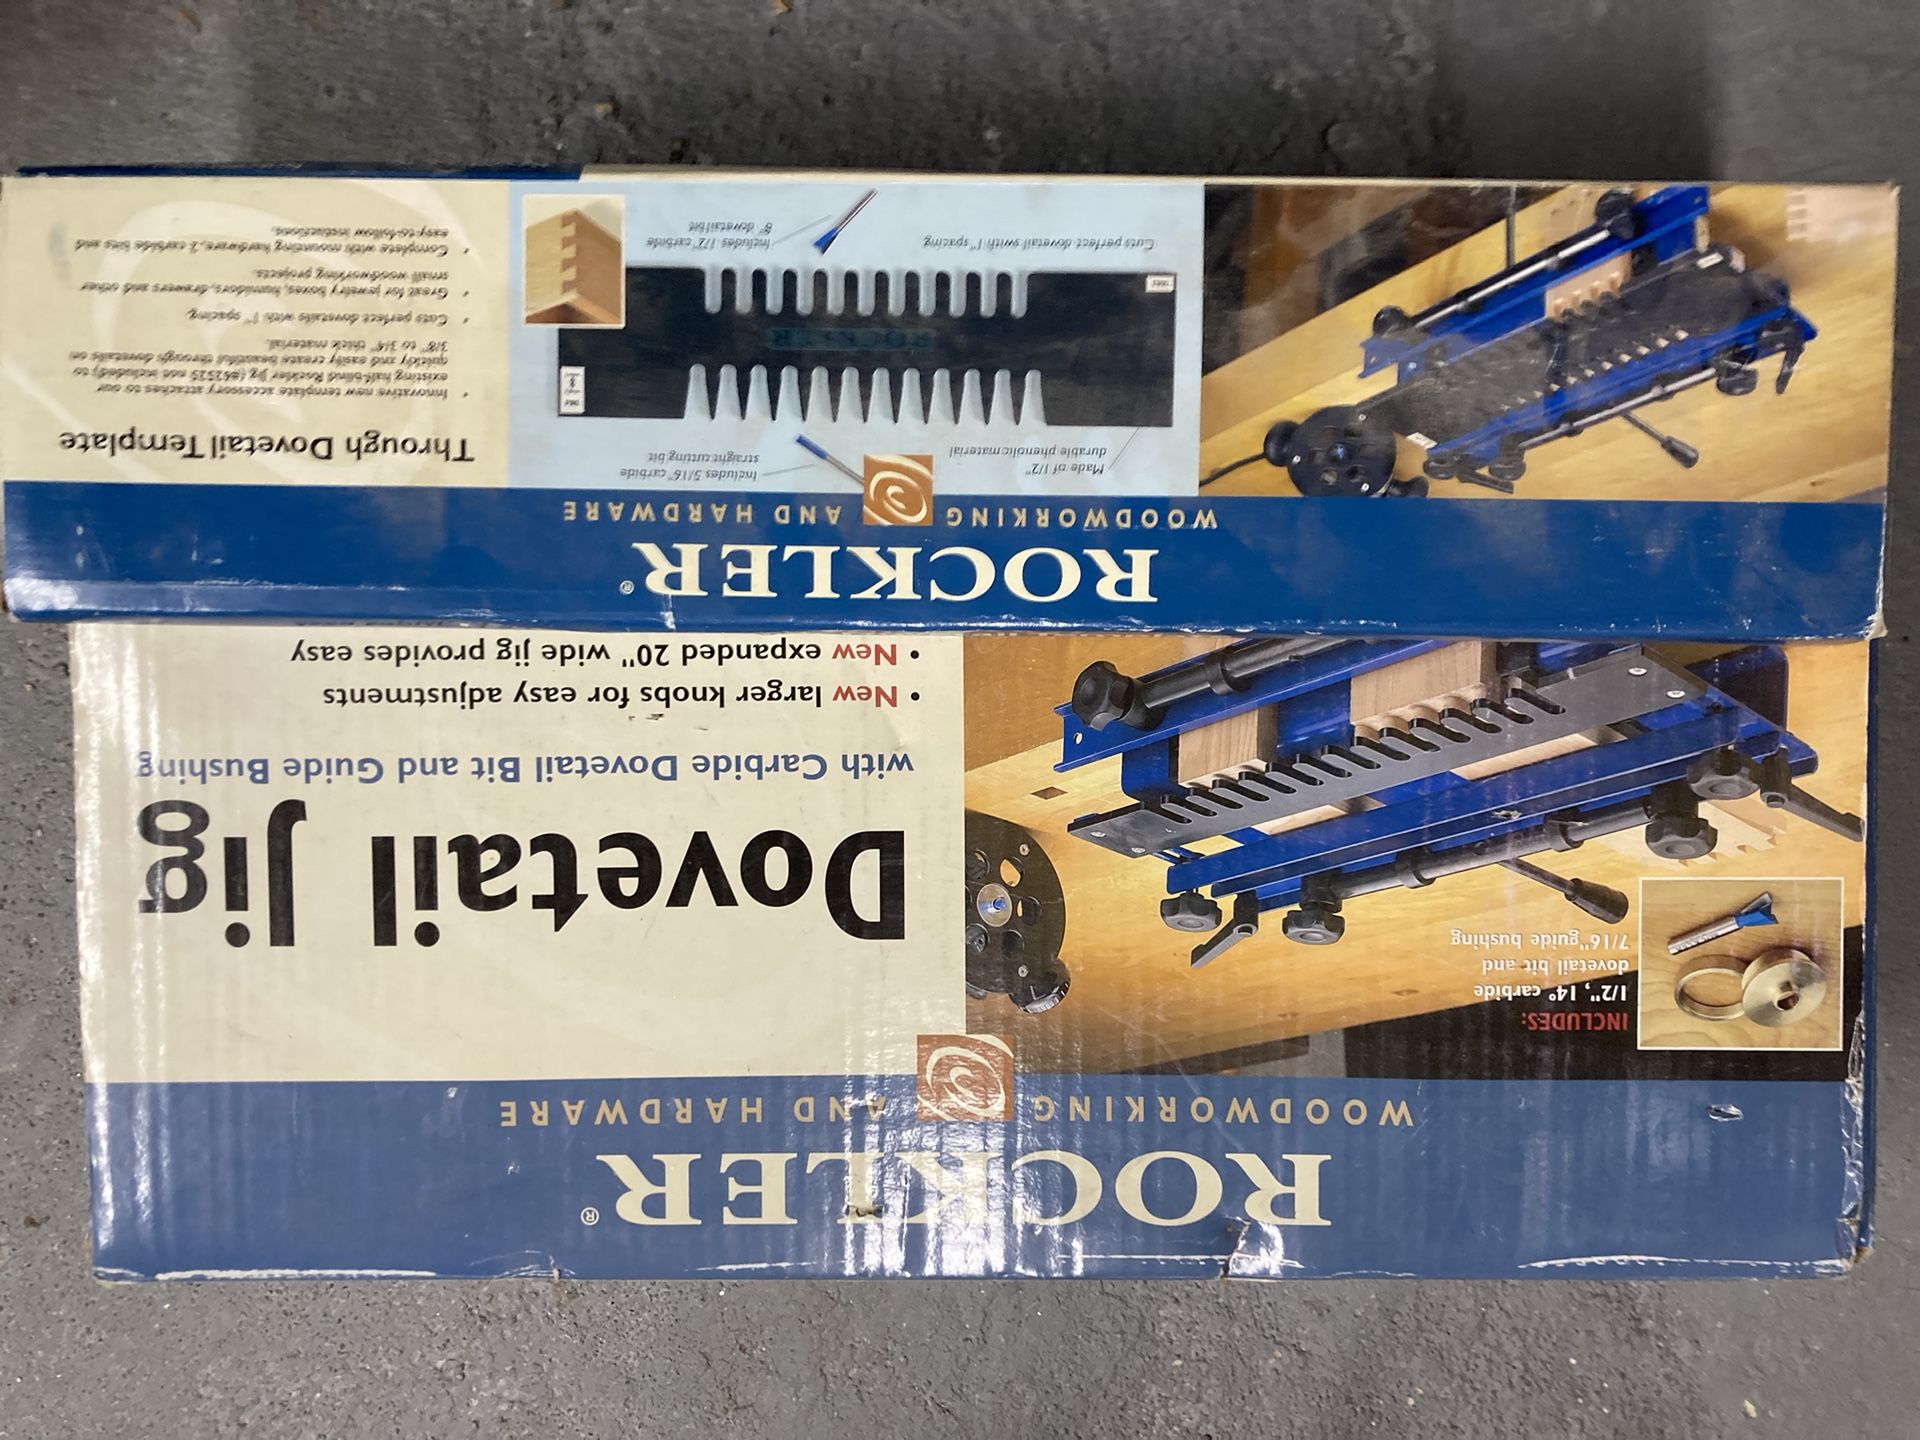 ROCKLER®
WOODWORKING AND HARDWARE
INCLUDES:
1/2", 14° carbide
dovetail bit and
7/16" guide bushing
Dovetail Jig
with Carbide Dovetail Bit and Guide Bushing
• New larger knobs for easy adjustments
• New expanded 20" wide jig provides easy
ROCKLER®
WOODWORKING AND HARDWARE
Made of 1/2"
durable phenolic material
Includes 5/16" carbide
straight cutting bit
ROCKLER
Cuts perfect dovetail with 1" spacing
Includes 1/2" carbide
8° dovetail bit
Through Dovetail Template
• Innovative new template accessory attaches to our
existing half-blind Rockler Jig (#62525 not included) to
quickly and easily create beautiful through dovetails on
3/8" to 3/4" thick material.
• Cuts perfect dovetails with 1" spacing.
• Great for jewelry boxes, humidors, drawers and other
small woodworking projects.
• Complete with mounting hardware, 2 carbide bits and
easy-to-follow instructions.